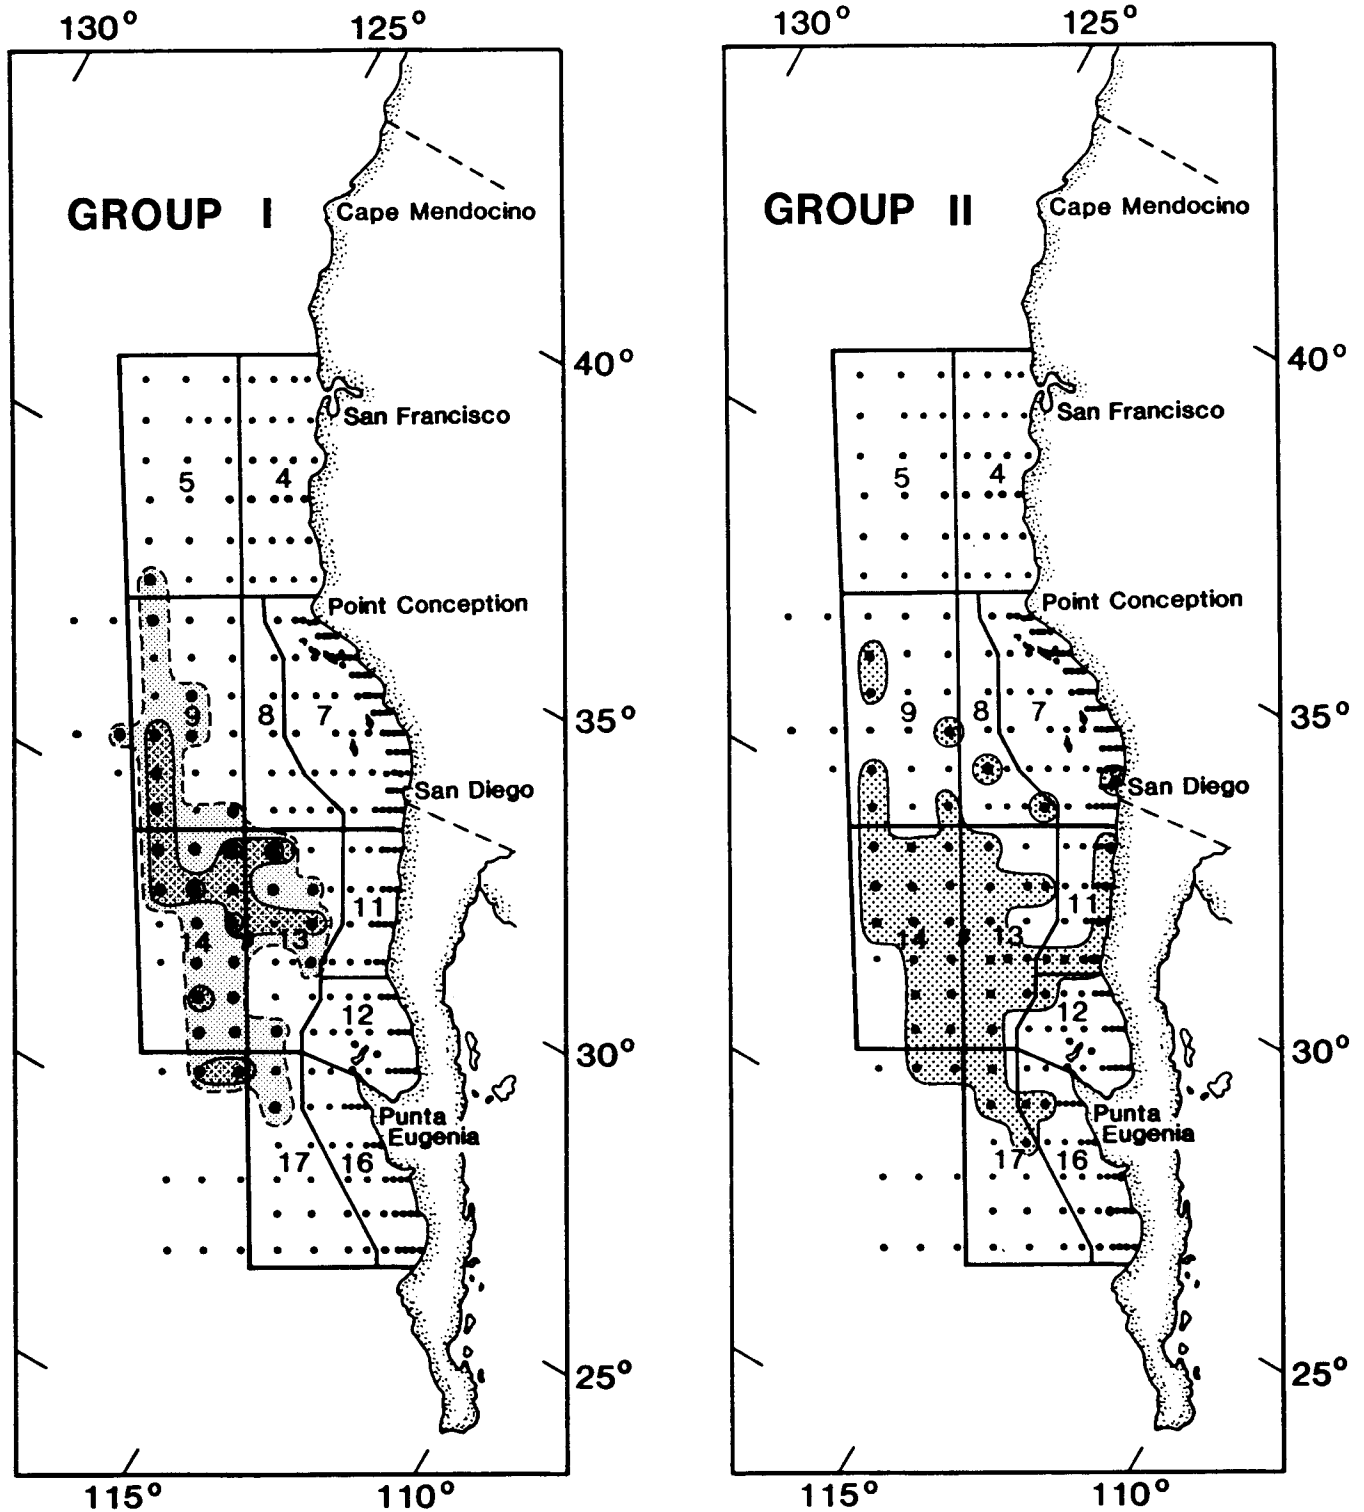 130° 125°
GROUP I
Cape Mendocino
40°
San Francisco
5 4
Point Conception
9 8 7
35°
San Diego
11
14 13
12
30°
Punta
Eugenia
17 16
25°
115° 110°
130° 125°
GROUP II
Cape Mendocino
40°
San Francisco
5 4
Point Conception
9 8 7
35°
San Diego
11
14 13
12
30°
Punta
Eugenia
17 16
25°
115° 110°